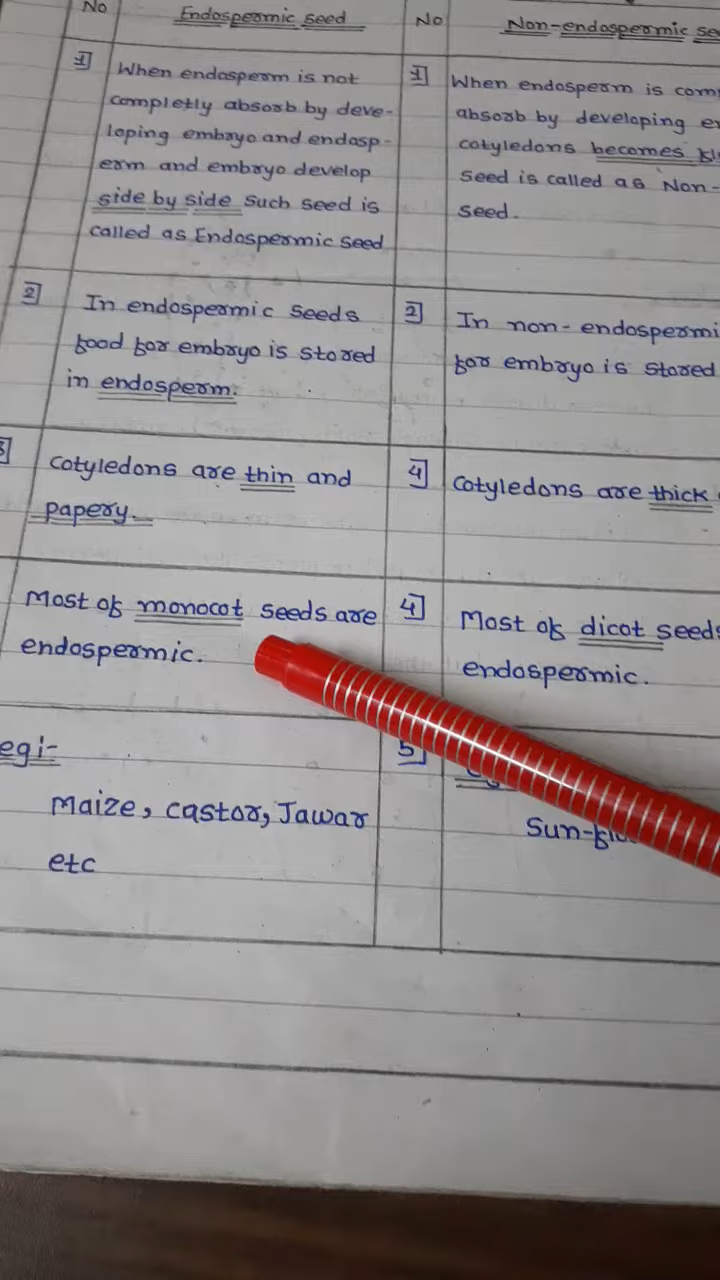 No Endospermic seed No Non-endospermic
1] When endosperm is not
completly absorb by deve-
loping embryo and endosp-
erm and embryo develop
side by side such seed is
called as Endospermic seed
1] When endosperm is
absorb by developing
cotyledons becomes
seed is called as Non-
seed.
2] In endospermic seeds
food for embryo is stored
in endosperm.
2] In non-endospermi
for embryo is stored
cotyledons are thin and
papery.
4] cotyledons are thick
Most of monocot seeds are
endospermic.
4] Most of dicot seeds
endospermic.
egi-
Maize, castor, Jawar
etc
5]
Sun-